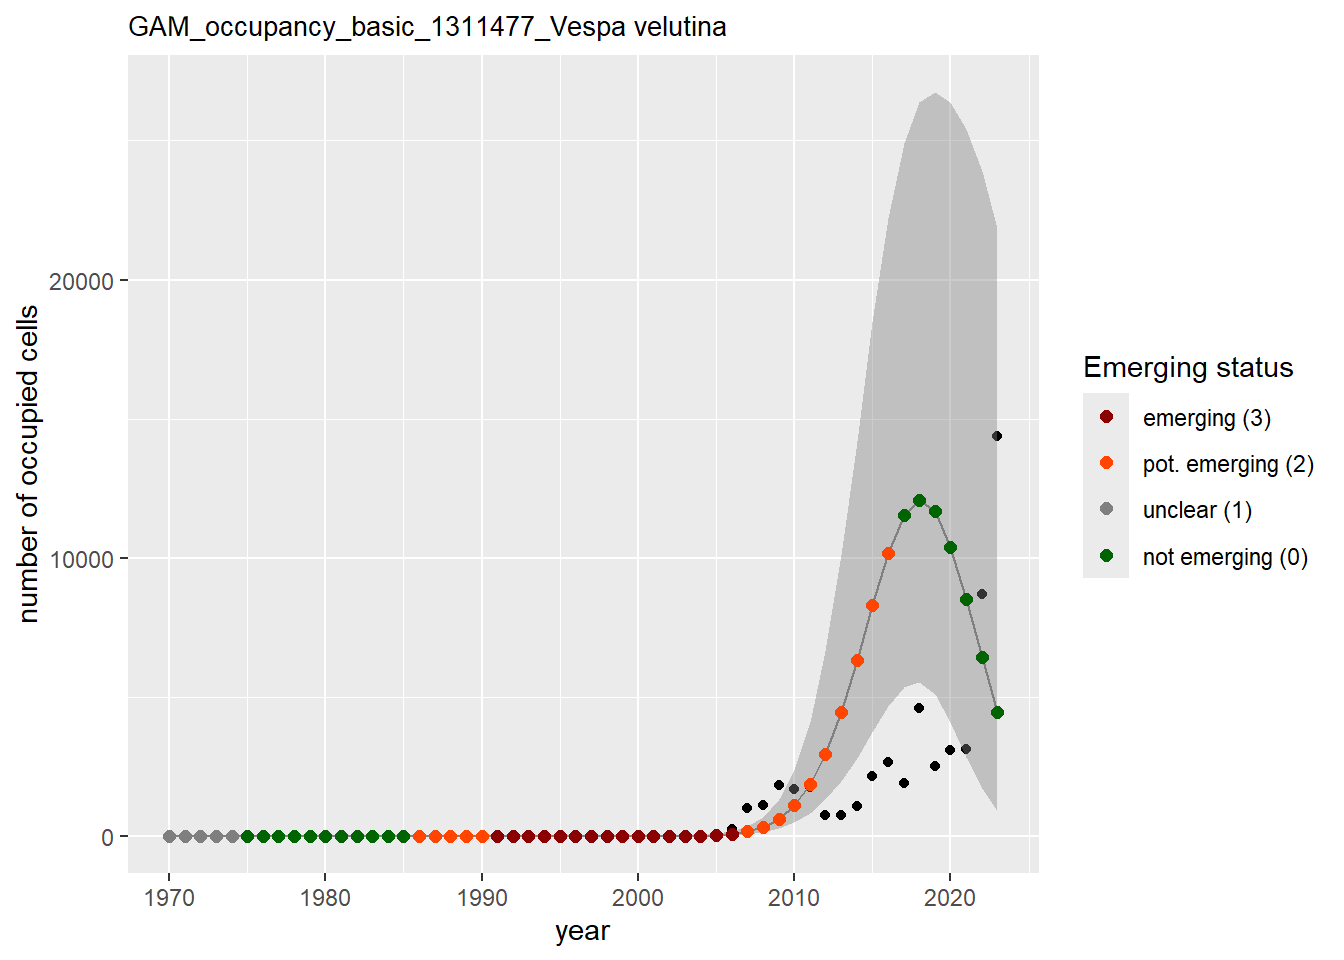 GAM_occupancy_basic_1311477_Vespa velutina
number of occupied cells
20000
10000
0
1970 1980 1990 2000 2010 2020
year
Emerging status
emerging (3)
pot. emerging (2)
unclear (1)
not emerging (0)